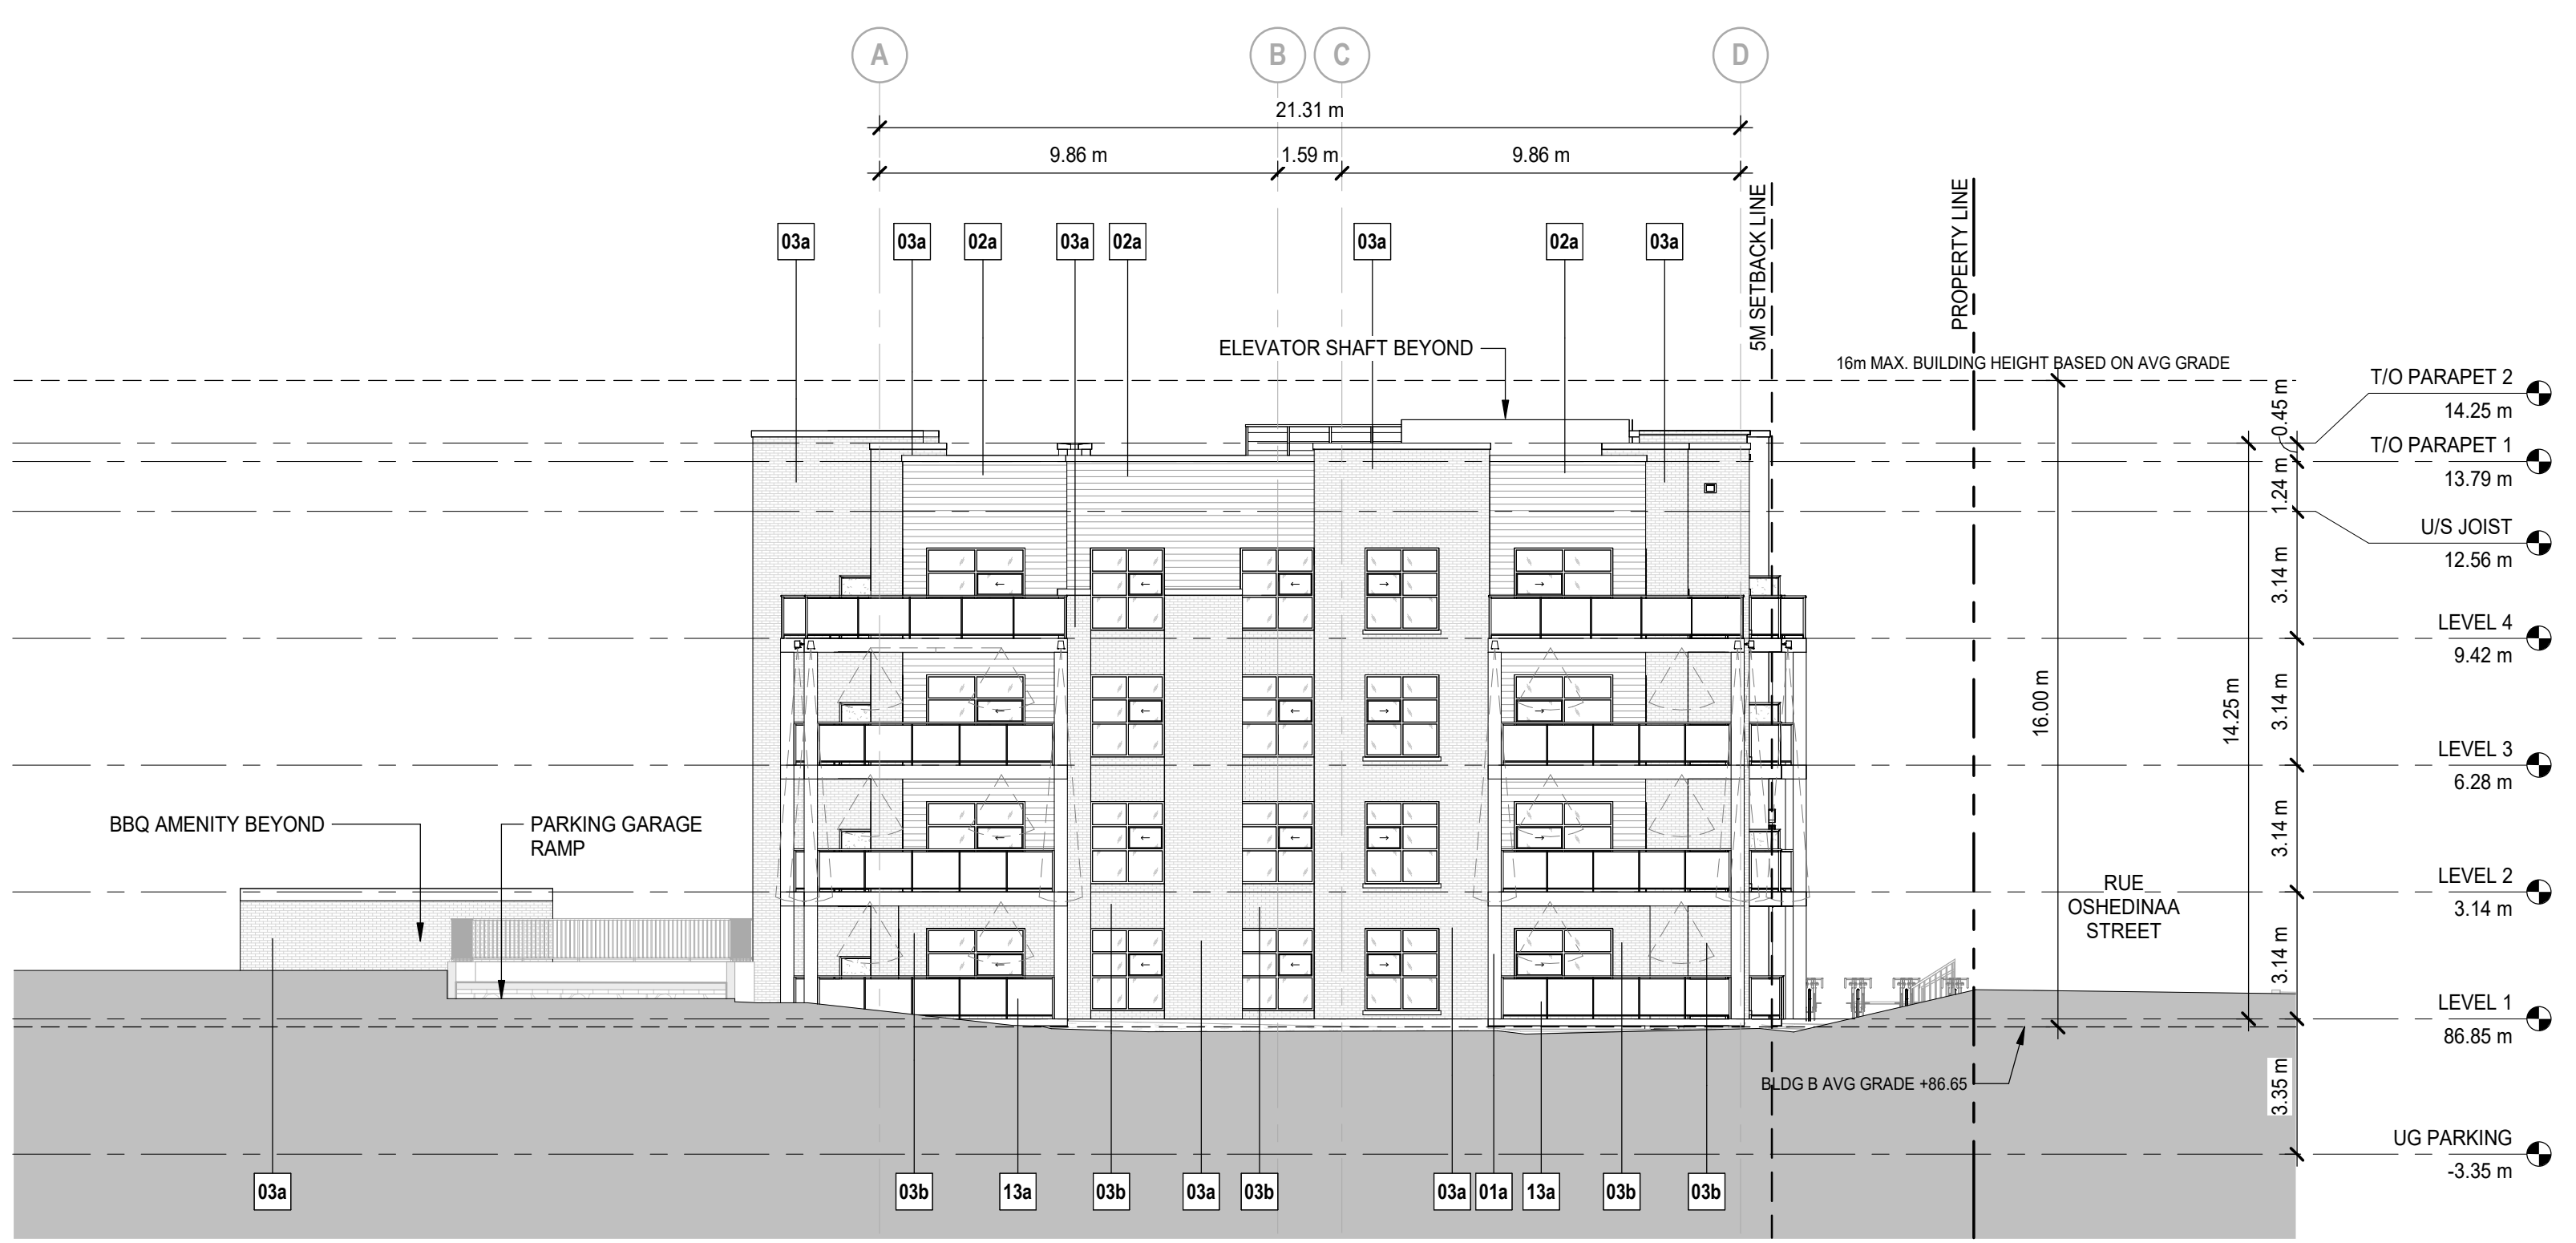 A
B
C
D
21.31 m
9.86 m
1.59 m
9.86 m
5M SETBACK LINE
PROPERTY LINE
03a
03a
02a
03a
02a
03a
02a
03a
ELEVATOR SHAFT BEYOND
16m MAX. BUILDING HEIGHT BASED ON AVG GRADE
T/O PARAPET 2
14.25 m
0.45 m
T/O PARAPET 1
13.79 m
1.24 m
U/S JOIST
12.56 m
3.14 m
LEVEL 4
9.42 m
16.00 m
14.25 m
3.14 m
LEVEL 3
6.28 m
3.14 m
BBQ AMENITY BEYOND
PARKING GARAGE
RAMP
LEVEL 2
3.14 m
RUE
OSHEDINAA
STREET
3.14 m
LEVEL 1
86.85 m
BLDG B AVG GRADE +86.65
3.35 m
UG PARKING
-3.35 m
03a
03b
13a
03b
03a
03b
03a
01a
13a
03b
03b